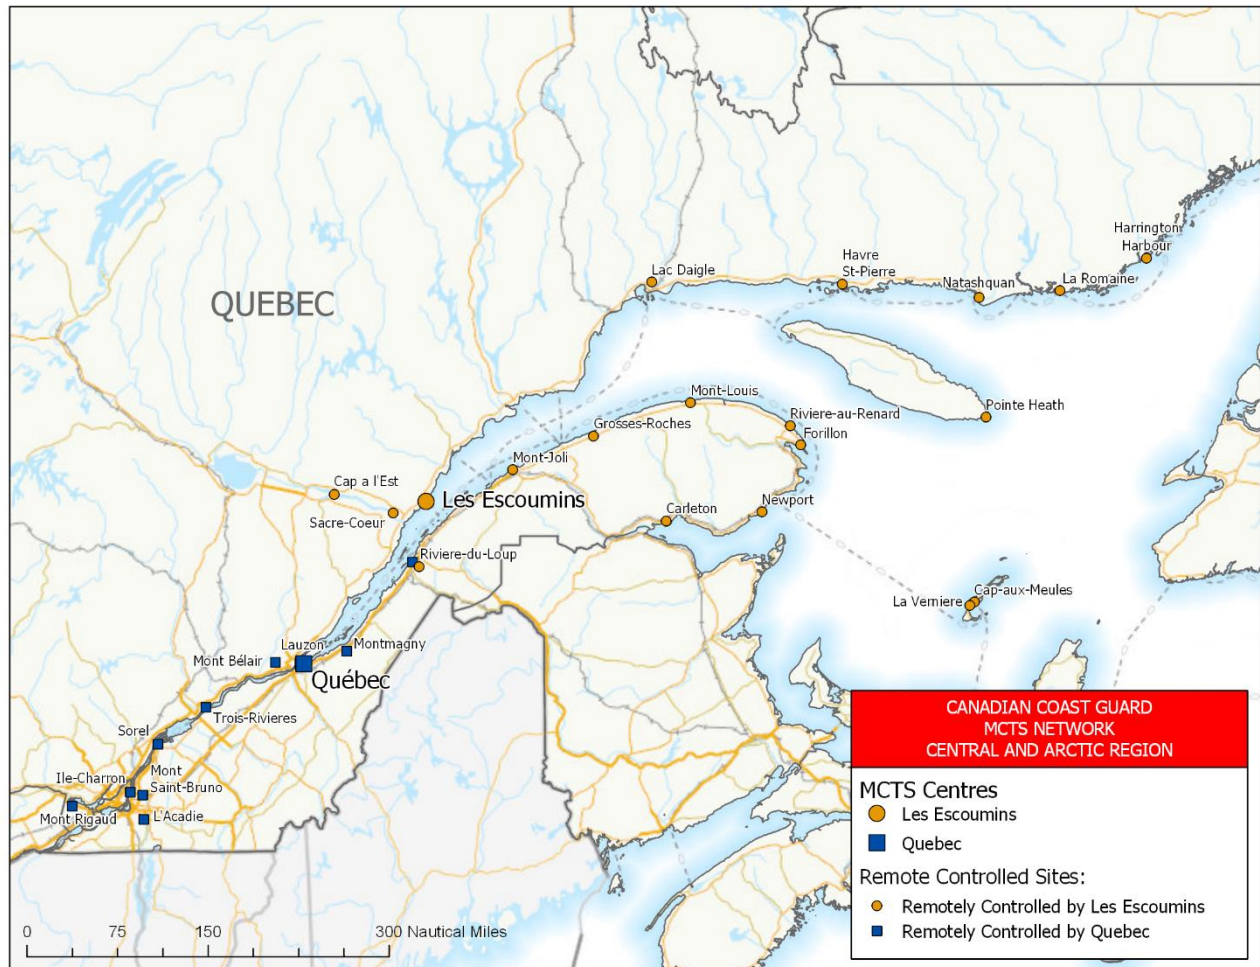 QUEBEC
Harrington
Harbour
Havre
St-Pierre
Lac Daigle
Natashquan
La Romaine
Mont-Louis
Pointe Heath
Riviere-au-Renard
Forillon
Grosses-Roches
Mont-Joli
Cap a l'Est
Les Escoumins
Sacre-Coeur
Carleton
Newport
Riviere-du-Loup
Cap-aux-Meules
La Verniere
Lauzon
Montmagny
Mont Bélair
Québec
Trois-Rivieres
Sorel
Ile-Charron
Mont
Saint-Bruno
Mont Rigaud
L'Acadie
CANADIAN COAST GUARD
MCTS NETWORK
CENTRAL AND ARCTIC REGION
MCTS Centres
Les Escoumins
Quebec
Remote Controlled Sites:
Remotely Controlled by Les Escoumins
Remotely Controlled by Quebec
0 75 150 300 Nautical Miles